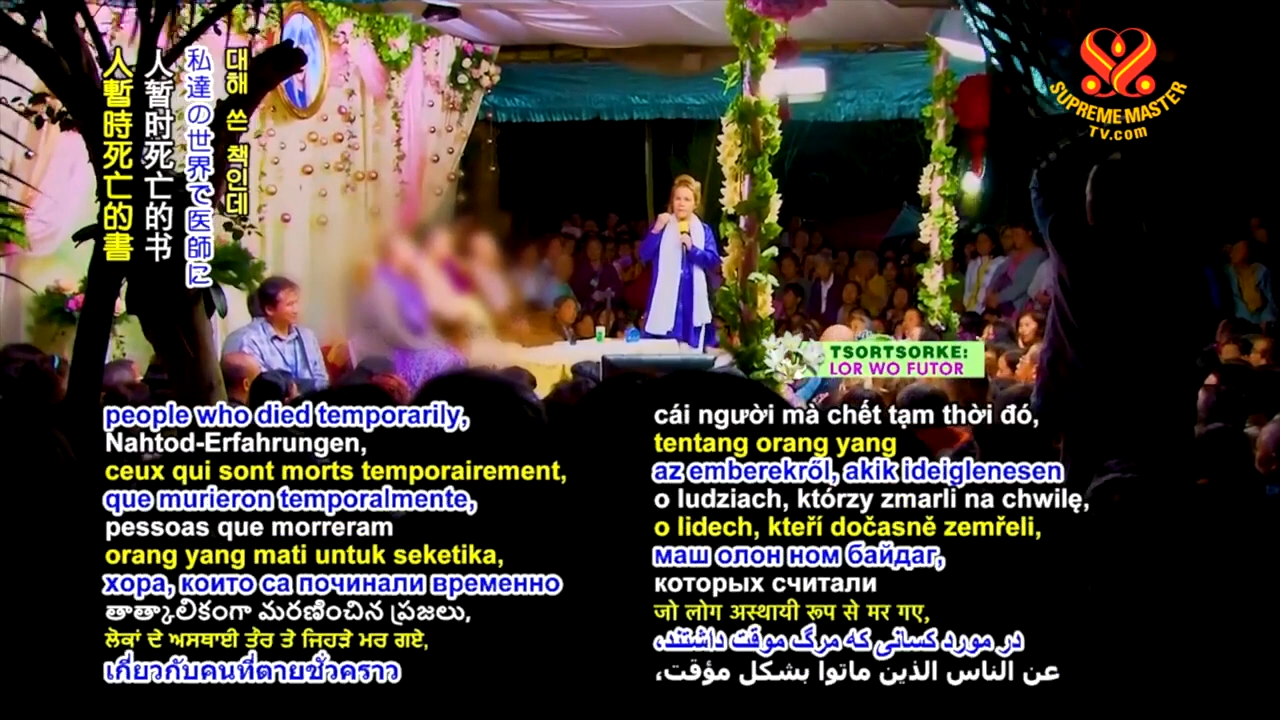 대해 쓴 책인데
私達の世界で医師に
人暂时死亡的书
人暫時死亡的書
SUPREME MASTER
TV.com
TSORTSORKE:
LOR WO FUTOR
people who died temporarily,
Nahtod-Erfahrungen,
ceux qui sont morts temporairement,
que murieron temporalmente,
pessoas que morreram
orang yang mati untuk seketika,
хора, които са починали временно
తాత్కాలికంగా మరణించిన ప్రజలు,
ਲੋਕਾਂ ਦੇ ਅਸਥਾਈ ਤੌਰ ਤੇ ਜਿਹੜੇ ਮਰ ਗਏ,
เกี่ยวกับคนที่ตายชั่วคราว
cái người mà chết tạm thời đó,
tentang orang yang
az emberekről, akik ideiglenesen
o ludziach, którzy zmarli na chwilę,
o lidech, kteří dočasně zemřeli,
маш олон ном байдаг,
которых считали
जो लोग अस्थायी रूप से मर गए,
در مورد کسانی که مرگ موقت داشتند،
عن الناس الذين ماتوا بشكل مؤقت،